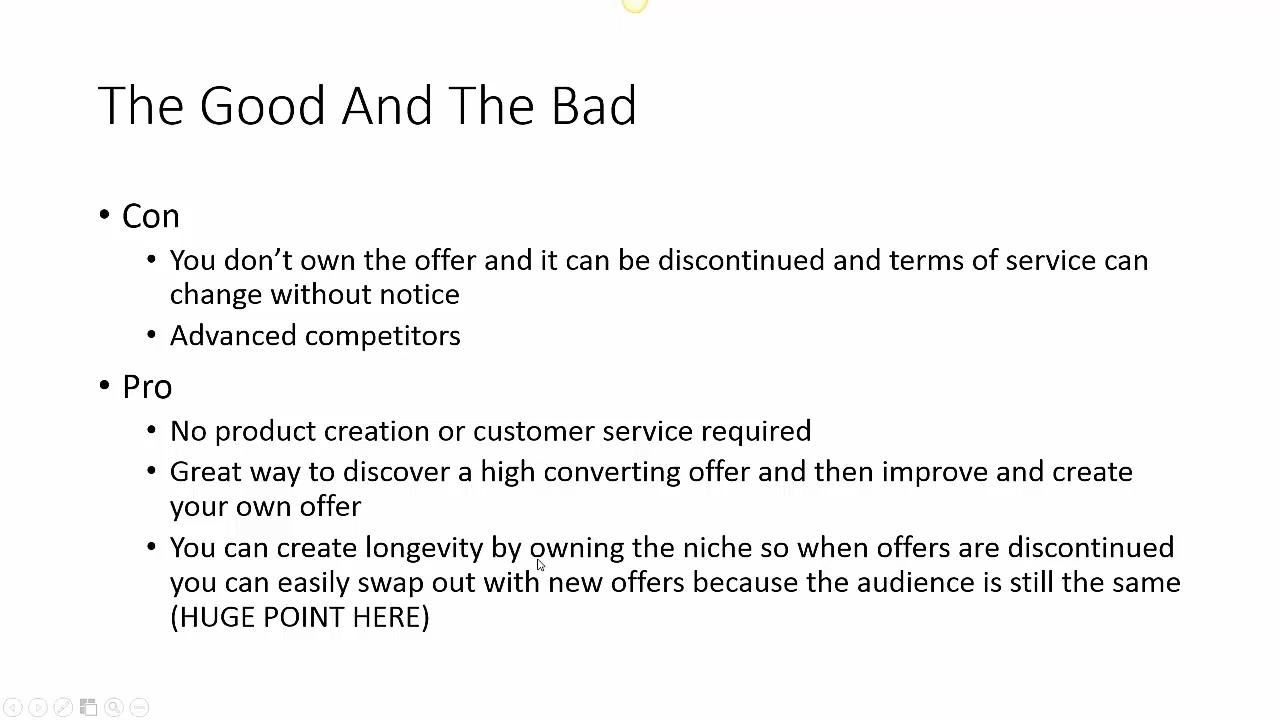 The Good And The Bad
• Con
• You don’t own the offer and it can be discontinued and terms of service can
change without notice
• Advanced competitors
• Pro
• No product creation or customer service required
• Great way to discover a high converting offer and then improve and create
your own offer
• You can create longevity by owning the niche so when offers are discontinued
you can easily swap out with new offers because the audience is still the same
(HUGE POINT HERE)